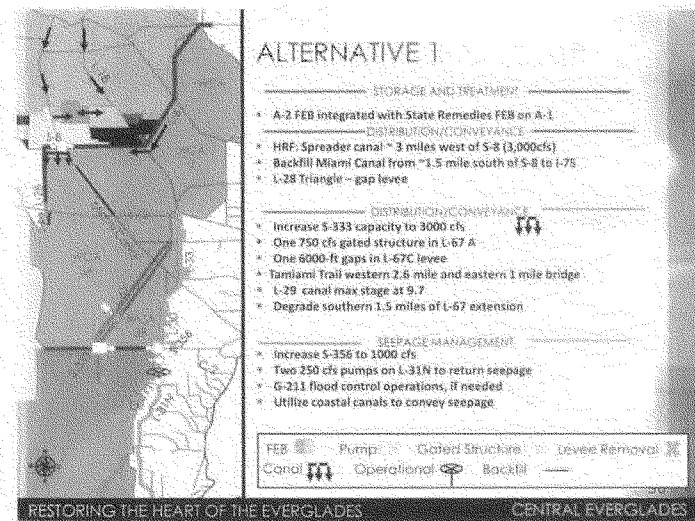 ALTERNATIVE 1
STORAGE AND TREATMENT
* A-2 FEB integrated with State Remedies FEB on A-1
DISTRIBUTION/CONVEYANCE
* HRF: Spreader canal ~ 3 miles west of S-8 (3,000cfs)
* Backfill Miami Canal from ~1.5 mile south of S-8 to I-75
* L-28 Triangle – gap levee
DISTRIBUTION/CONVEYANCE
* Increase S-333 capacity to 3000 cfs
* One 750 cfs gated structure in L-67 A
* One 6000-ft gaps in L-67C levee
* Tamiami Trail western 2.6 mile and eastern 1 mile bridge
* L-29 canal max stage at 9.7
* Degrade southern 1.5 miles of L-67 extension
SEEPAGE MANAGEMENT
* Increase S-356 to 1000 cfs
* Two 250 cfs pumps on L-31N to return seepage
* G-211 flood control operations, if needed
* Utilize coastal canals to convey seepage
FEB Pump Gated Structure Levee Removal
Canal Operational Backfill
RESTORING THE HEART OF THE EVERGLADES CENTRAL EVERGLADES